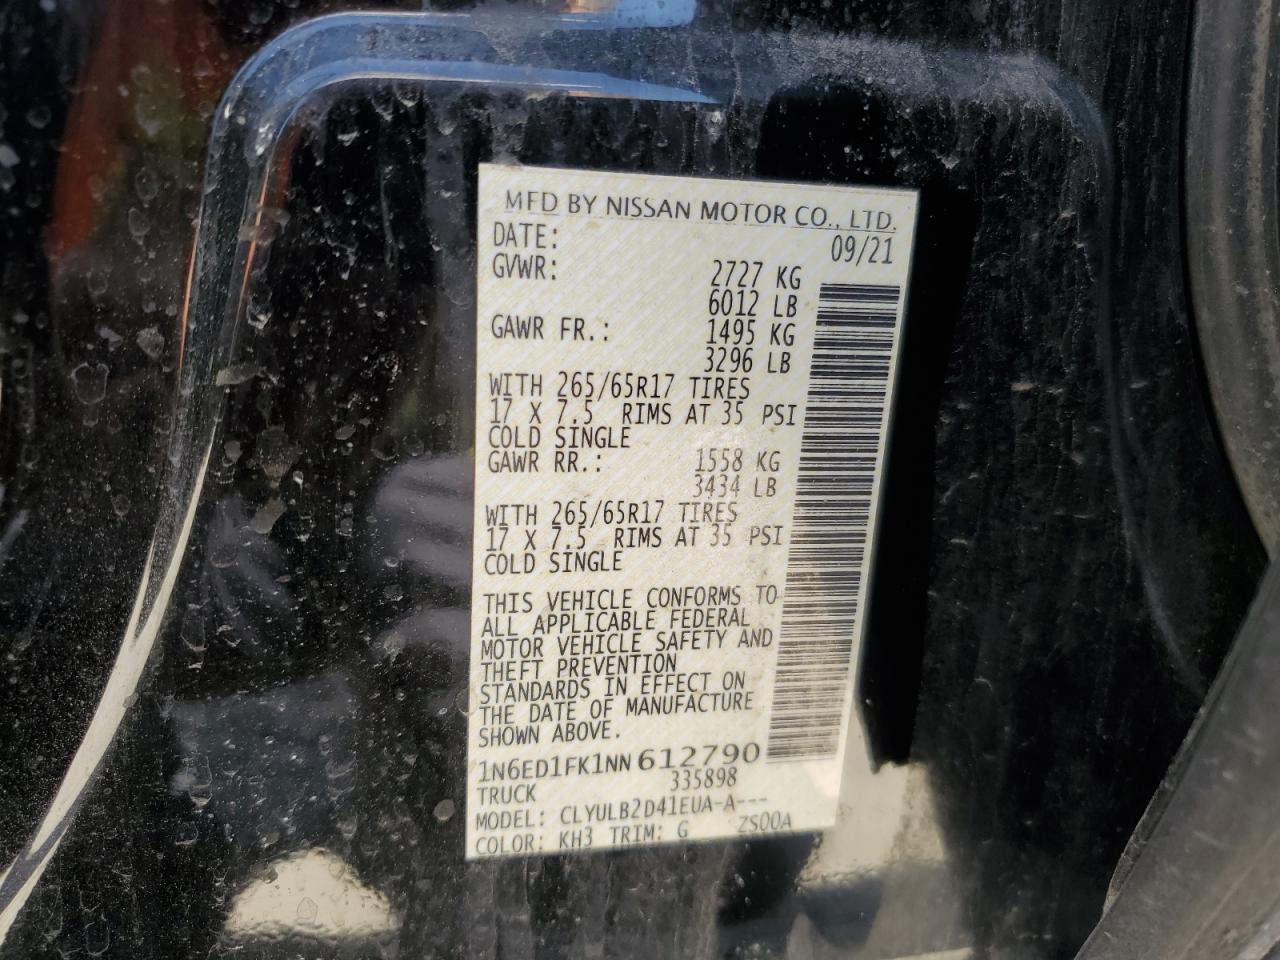 MFD BY NISSAN MOTOR CO., LTD.
DATE: 09/21
GVWR: 2727 KG
6012 LB
GAWR FR.: 1495 KG
3296 LB
WITH 265/65R17 TIRES
17 X 7.5 RIMS AT 35 PSI
COLD SINGLE
GAWR RR.: 1558 KG
3434 LB
WITH 265/65R17 TIRES
17 X 7.5 RIMS AT 35 PSI
COLD SINGLE
THIS VEHICLE CONFORMS TO
ALL APPLICABLE FEDERAL
MOTOR VEHICLE SAFETY AND
THEFT PREVENTION
STANDARDS IN EFFECT ON
THE DATE OF MANUFACTURE
SHOWN ABOVE.
1N6ED1FK1NN612790
TRUCK 335898
MODEL: CLYULB2D41EUA-A---
COLOR: KH3 TRIM: G ZS00A